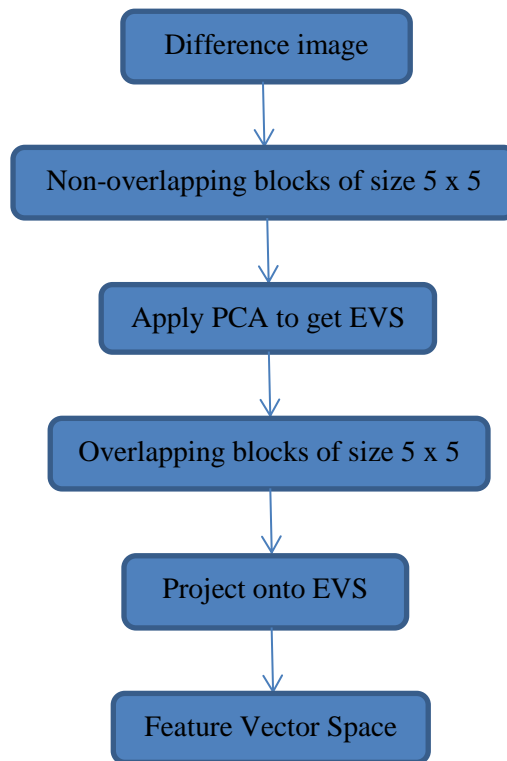 Difference image
Non-overlapping blocks of size 5 x 5
Apply PCA to get EVS
Overlapping blocks of size 5 x 5
Project onto EVS
Feature Vector Space